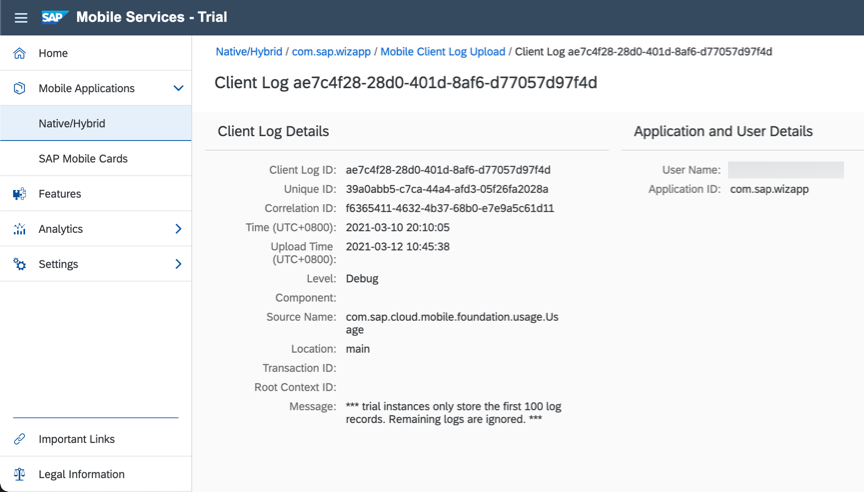 SAP Mobile Services - Trial
Home
Mobile Applications
Native/Hybrid
SAP Mobile Cards
Features
Analytics
Settings
Important Links
Legal Information
Native/Hybrid / com.sap.wizapp / Mobile Client Log Upload / Client Log ae7c4f28-28d0-401d-8af6-d77057d97f4d
Client Log ae7c4f28-28d0-401d-8af6-d77057d97f4d
Client Log Details
Client Log ID: ae7c4f28-28d0-401d-8af6-d77057d97f4d
Unique ID: 39a0abb5-c7ca-44a4-afd3-05f26fa2028a
Correlation ID: f6365411-4632-4b37-68b0-e7e9a5c61d11
Time (UTC+0800): 2021-03-10 20:10:05
Upload Time 2021-03-12 10:45:38
(UTC+0800):
Level: Debug
Component:
Source Name: com.sap.cloud.mobile.foundation.usage.Us
age
Location: main
Transaction ID:
Root Context ID:
Message: *** trial instances only store the first 100 log
records. Remaining logs are ignored. ***
Application and User Details
User Name:
Application ID: com.sap.wizapp